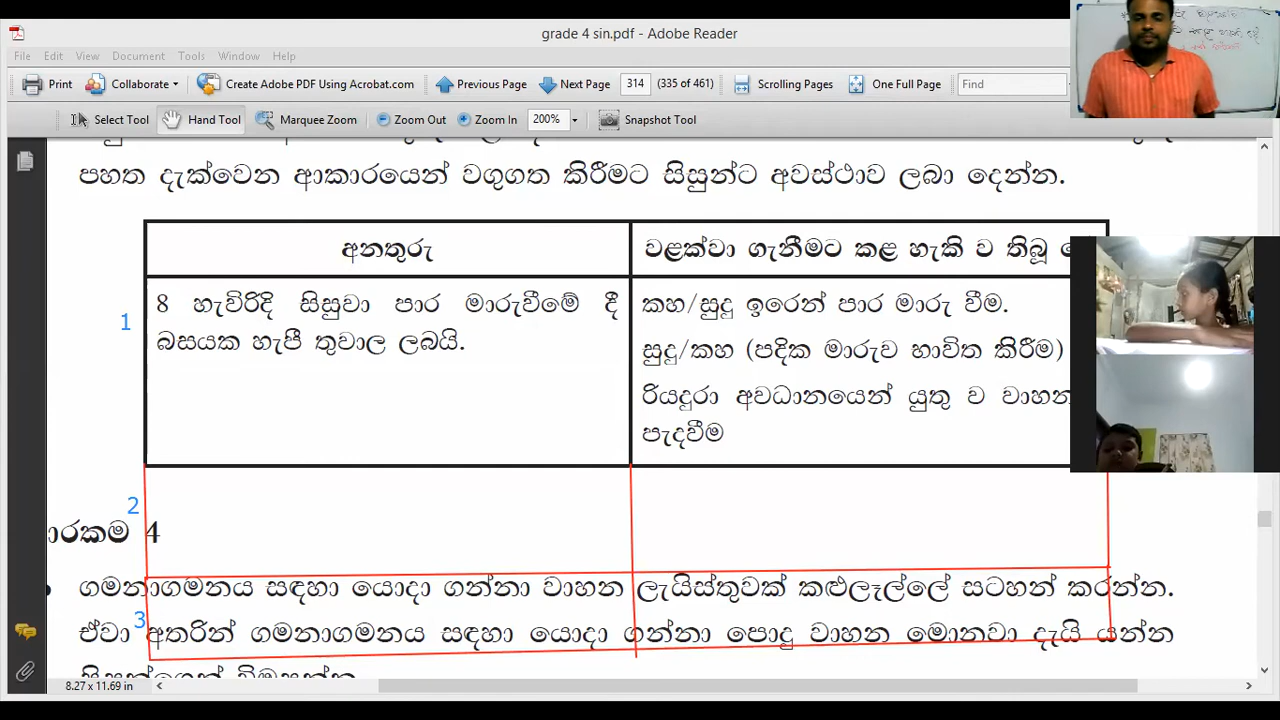 grade 4 sin.pdf - Adobe Reader
File Edit View Document Tools Window Help
Print Collaborate Create Adobe PDF Using Acrobat.com Previous Page Next Page 314 (335 of 461) Scrolling Pages One Full Page Find
Select Tool Hand Tool Marquee Zoom Zoom Out Zoom In 200% Snapshot Tool
පහත දැක්වෙන ආකාරයෙන් වගුගත කිරීමට සිසුන්ට අවස්ථාව ලබා දෙන්න.
අනතුරු
වළක්වා ගැනීමට කළ හැකි ව තිබූ
1
8 හැවිරිදි සිසුවා පාර මාරුවීමේ දී
බසයක හැපී තුවාල ලබයි.
කහ/සුදු ඉරෙන් පාර මාරු වීම.
සුදු/කහ (පදික මාරුව භාවිත කිරීම)
රියදුරා අවධානයෙන් යුතු ව වාහන
පැදවීම
2
ාරකම 4
ගමනාගමනය සඳහා යොදා ගන්නා වාහන ලැයිස්තුවක් කළුලෑල්ලේ සටහන් කරන්න.
3
ඒවා අතරින් ගමනාගමනය සඳහා යොදා ගන්නා පොදු වාහන මොනවා දැයි යන්න
8.27 x 11.69 in